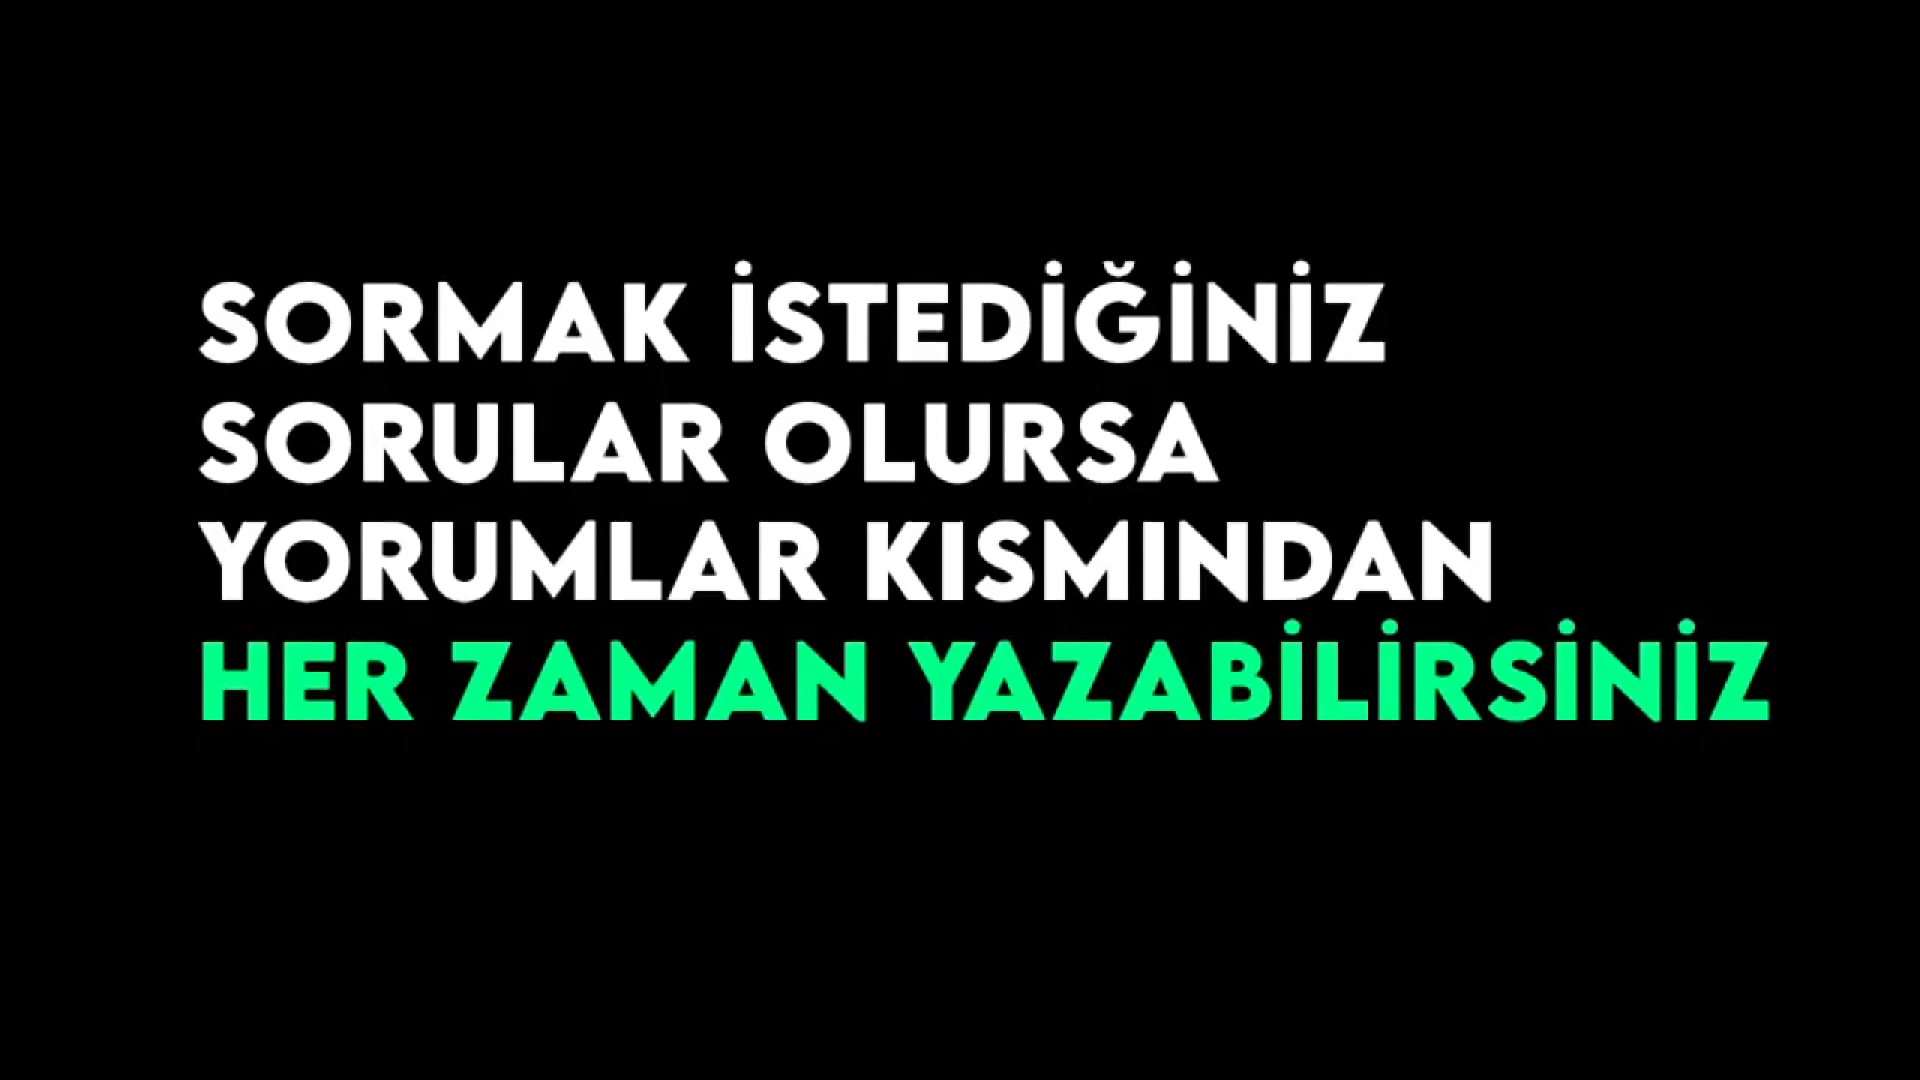 SORMAK İSTEDİĞİNİZ
SORULAR OLURSA
YORUMLAR KISMINDAN
HER ZAMAN YAZABİLİRSİNİZ